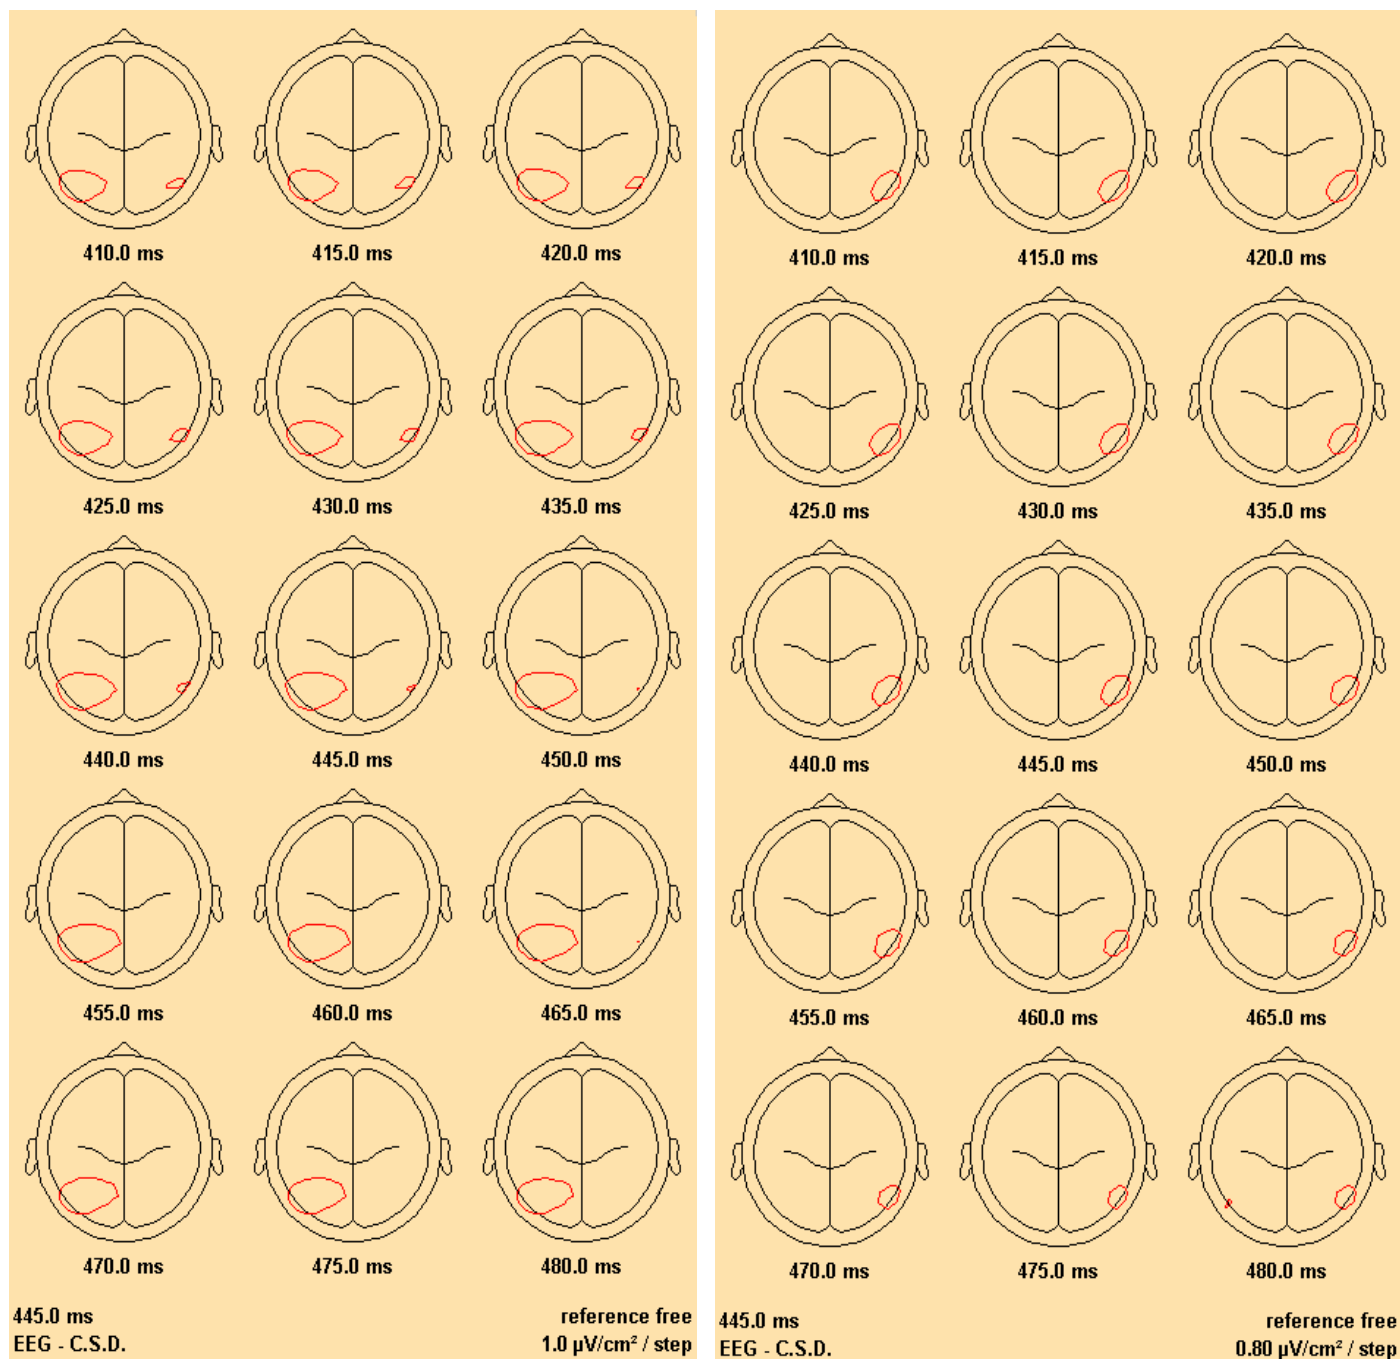 410.0 ms 415.0 ms 420.0 ms
425.0 ms 430.0 ms 435.0 ms
440.0 ms 445.0 ms 450.0 ms
455.0 ms 460.0 ms 465.0 ms
470.0 ms 475.0 ms 480.0 ms
445.0 ms reference free
EEG - C.S.D. 1.0 µV/cm² / step
410.0 ms 415.0 ms 420.0 ms
425.0 ms 430.0 ms 435.0 ms
440.0 ms 445.0 ms 450.0 ms
455.0 ms 460.0 ms 465.0 ms
470.0 ms 475.0 ms 480.0 ms
445.0 ms reference free
EEG - C.S.D. 0.80 µV/cm² / step